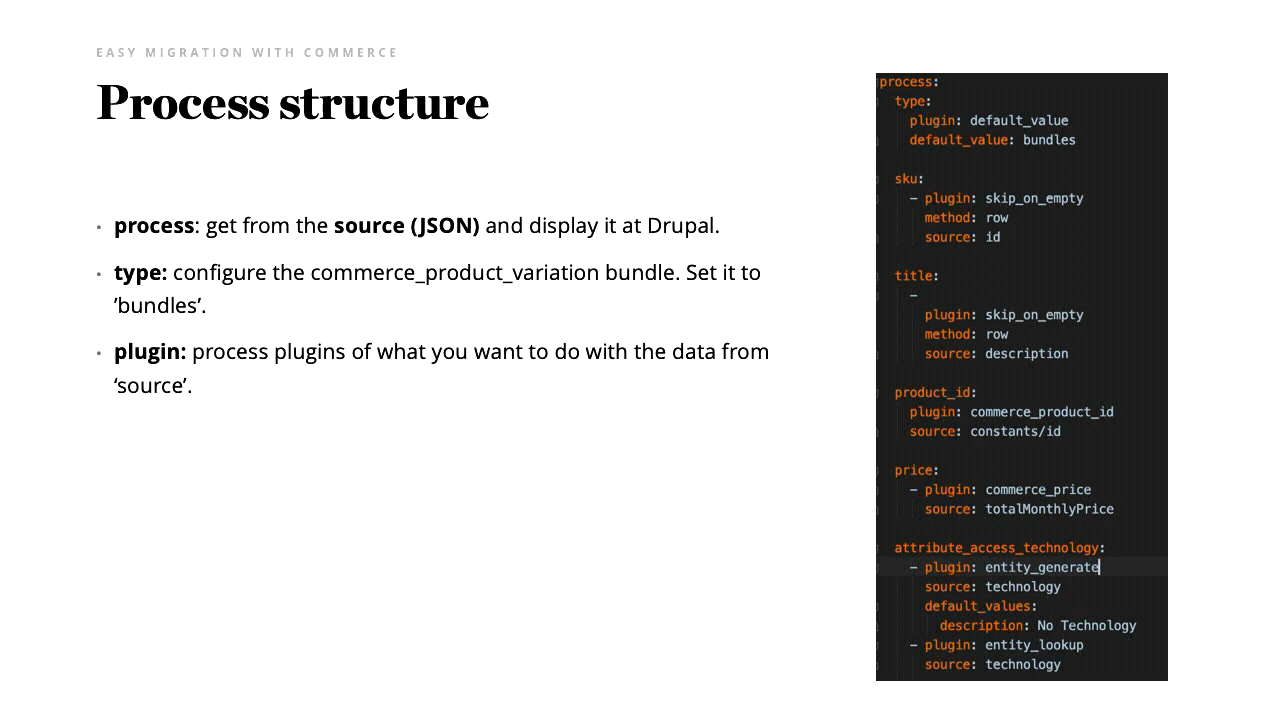 EASY MIGRATION WITH COMMERCE
Process structure
• process: get from the source (JSON) and display it at Drupal.
• type: configure the commerce_product_variation bundle. Set it to
’bundles’.
• plugin: process plugins of what you want to do with the data from
‘source’.
process:
type:
plugin: default_value
default_value: bundles
sku:
- plugin: skip_on_empty
method: row
source: id
title:
-
plugin: skip_on_empty
method: row
source: description
product_id:
plugin: commerce_product_id
source: constants/id
price:
- plugin: commerce_price
source: totalMonthlyPrice
attribute_access_technology:
- plugin: entity_generate
source: technology
default_values:
description: No Technology
- plugin: entity_lookup
source: technology